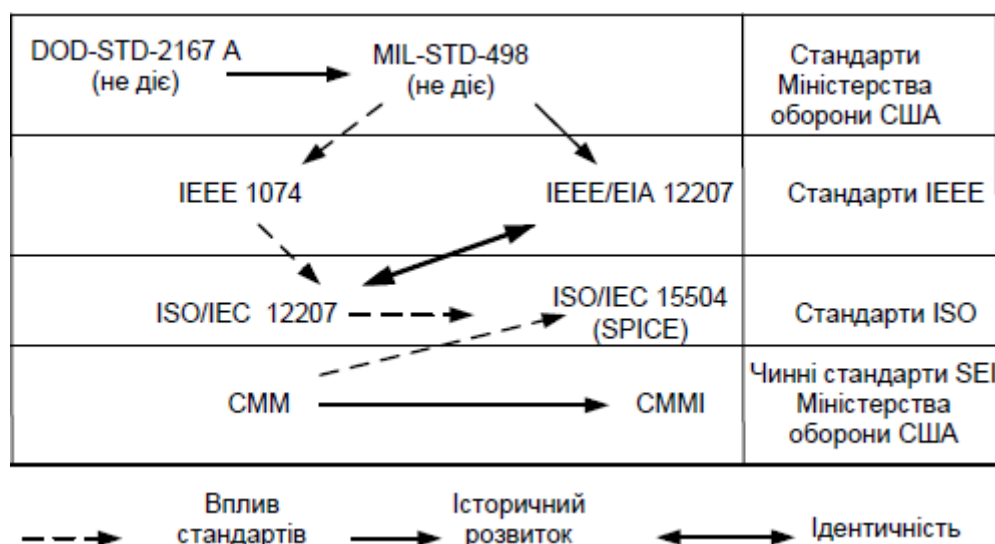 DOD-STD-2167 A
(не діє)
MIL-STD-498
(не діє)
Стандарти
Міністерства
оборони США
IEEE 1074
IEEE/EIA 12207
Стандарти IEEE
ISO/IEC 12207
ISO/IEC 15504
(SPICE)
Стандарти ISO
CMM
CMMI
Чинні стандарти SEI
Міністерства
оборони США
Вплив
стандартів
Історичний
розвиток
Ідентичність